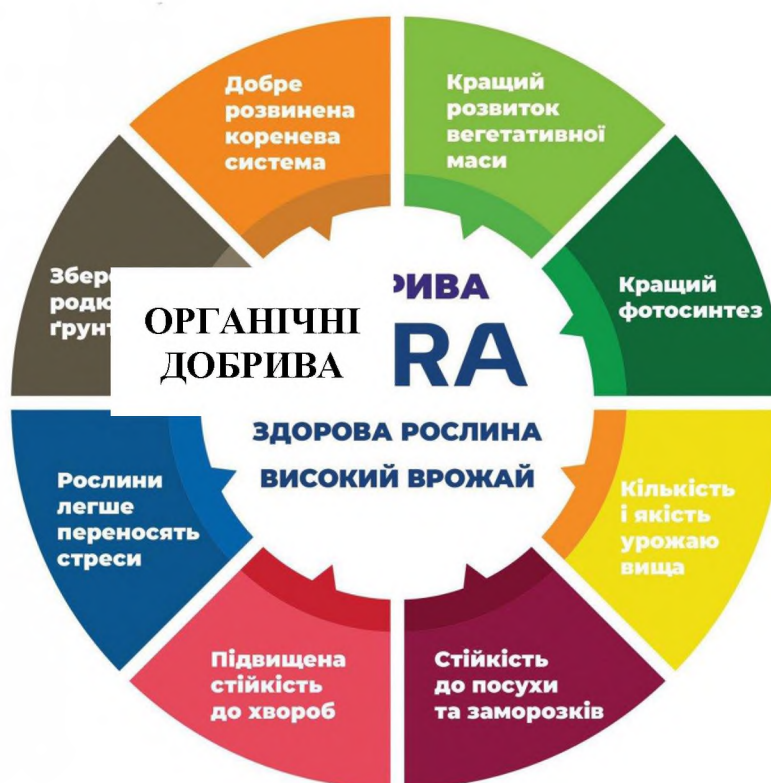 Добре
розвинена
коренева
система
Кращий
розвиток
вегетативної
маси
Кращий
фотосинтез
Кількість
і якість
урожаю
вища
Стійкість
до посухи
та заморозків
Підвищена
стійкість
до хвороб
Рослини
легше
переносять
стреси
ОРГАНІЧНІ
ДОБРИВА
RA
ЗДОРОВА РОСЛИНА
ВИСОКИЙ ВРОЖАЙ